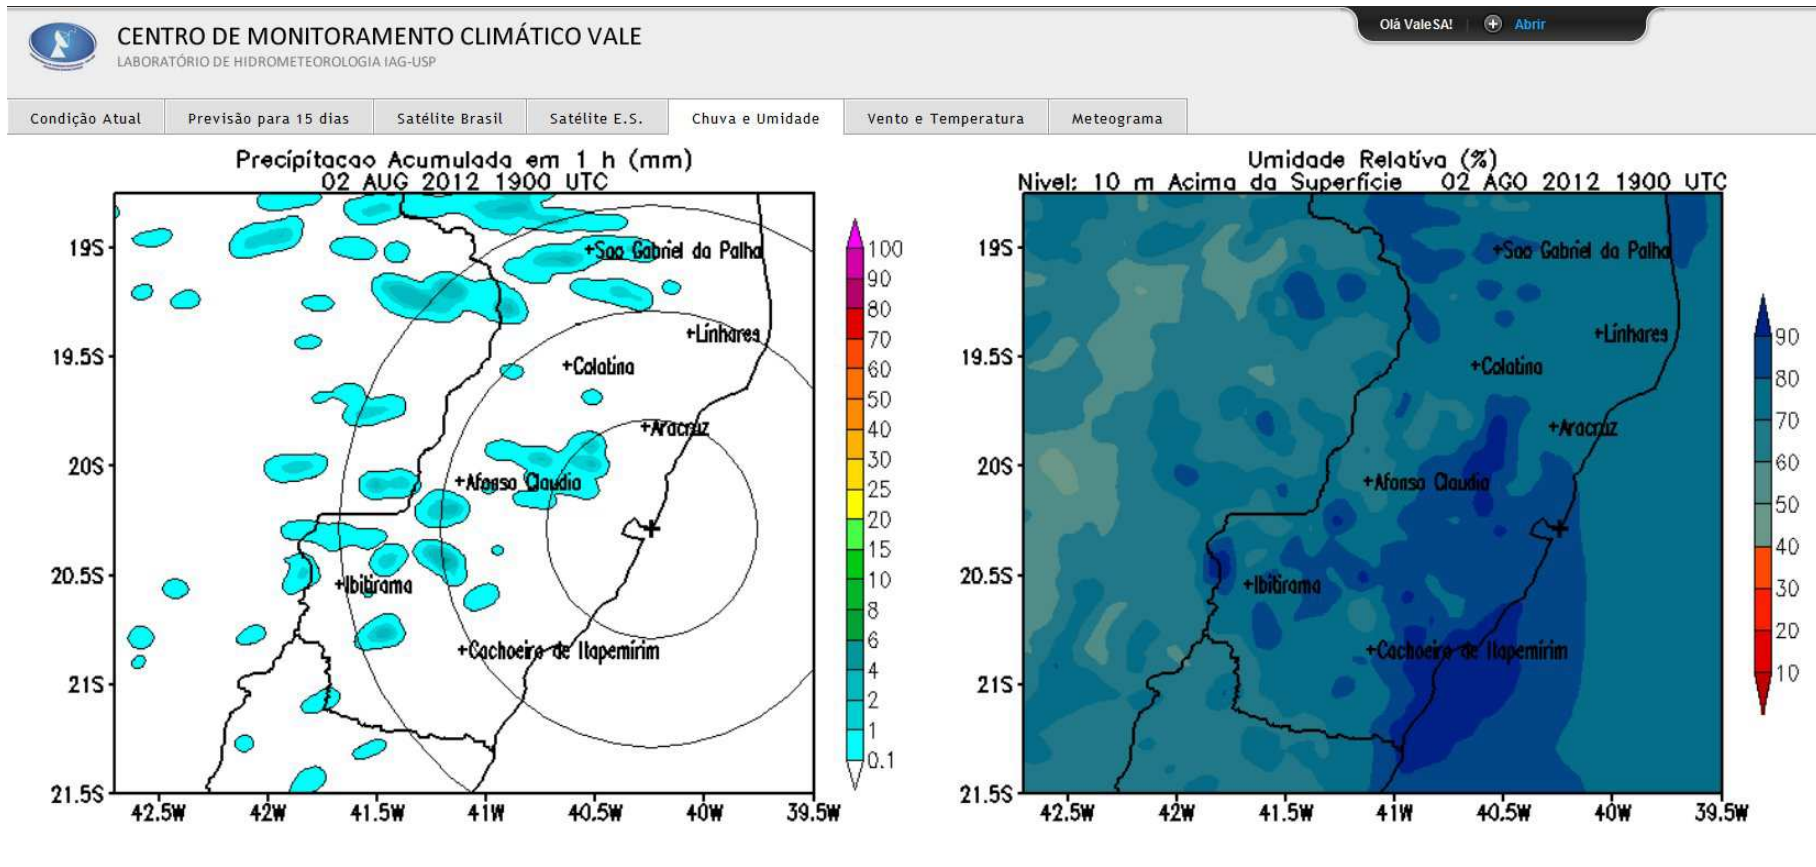 CENTRO DE MONITORAMENTO CLIMÁTICO VALE
LABORATÓRIO DE HIDROMETEOROLOGIA IAG-USP
Olá ValeSA!
Abrir
Condição Atual
Previsão para 15 dias
Satélite Brasil
Satélite E.S.
Chuva e Umidade
Vento e Temperatura
Meteograma
Precipitacao Acumulada em 1 h (mm)
02 AUG 2012 1900 UTC
19S
19.5S
20S
20.5S
21S
21.5S
42.5W
42W
41.5W
41W
40.5W
40W
39.5W
+Sao Gabriel da Palha
+Linhares
+Colatina
+Aracruz
+Afonso Claudia
+Ibitirama
+Cachoeiro de Itapemirim
100
90
80
70
60
50
40
30
25
20
15
10
8
6
4
2
1
0.1
Umidade Relativa (%)
Nivel: 10 m Acima da Superficie 02 AGO 2012 1900 UTC
19S
19.5S
20S
20.5S
21S
21.5S
42.5W
42W
41.5W
41W
40.5W
40W
39.5W
+Sao Gabriel da Palha
+Linhares
+Colatina
+Aracruz
+Afonso Claudia
+Ibitirama
+Cachoeiro de Itapemirim
90
80
70
60
50
40
30
20
10